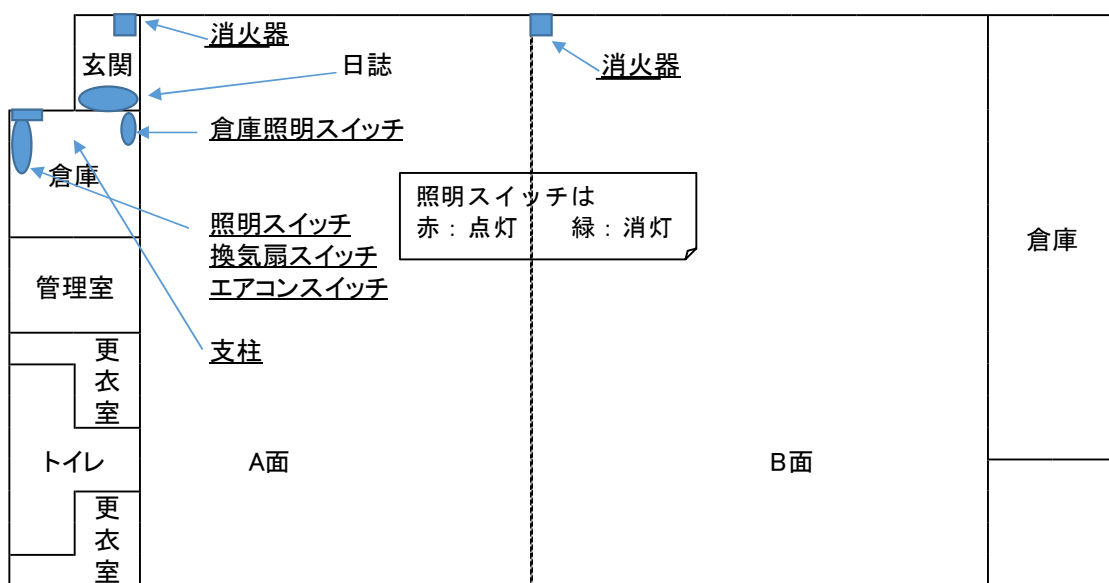 消火器
玄関
日誌
消火器
倉庫照明スイッチ
倉庫
照明スイッチは
赤：点灯　　緑：消灯
照明スイッチ
換気扇スイッチ
エアコンスイッチ
倉庫
管理室
支柱
更
衣
室
トイレ
A面
B面
更
衣
室